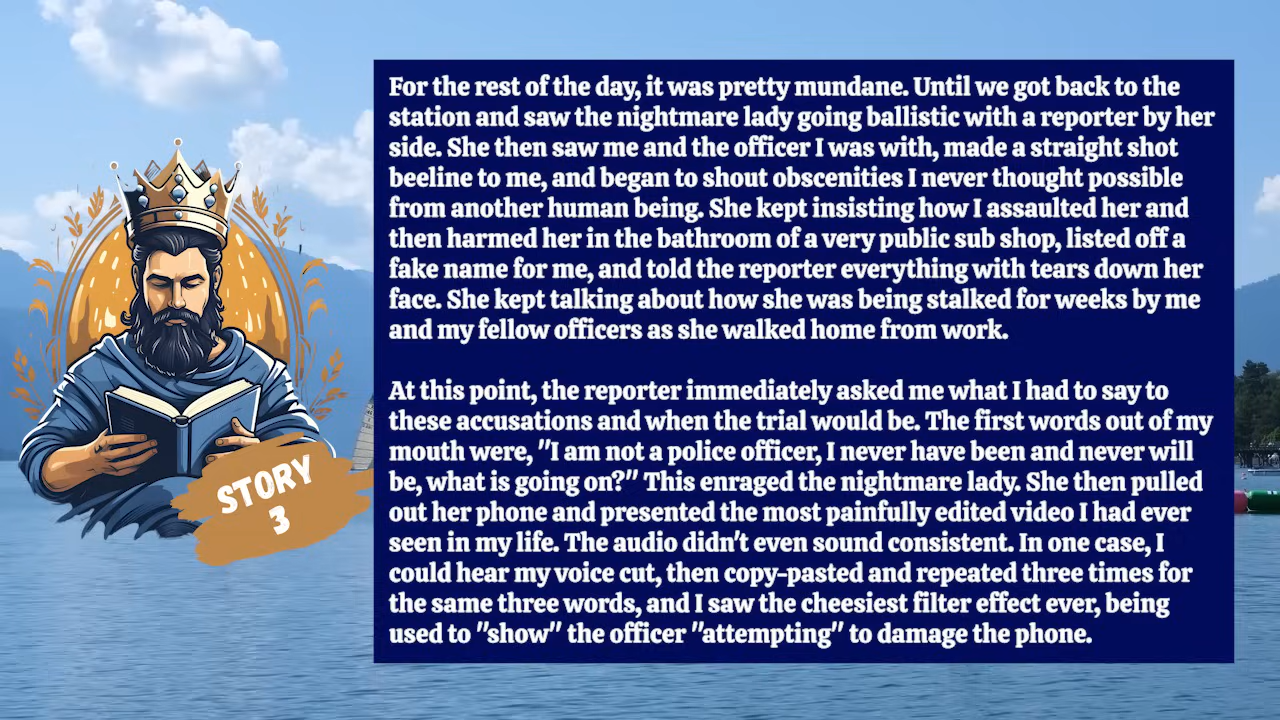 For the rest of the day, it was pretty mundane. Until we got back to the
station and saw the nightmare lady going ballistic with a reporter by her
side. She then saw me and the officer I was with, made a straight shot
beeline to me, and began to shout obscenities I never thought possible
from another human being. She kept insisting how I assaulted her and
then harmed her in the bathroom of a very public sub shop, listed off a
fake name for me, and told the reporter everything with tears down her
face. She kept talking about how she was being stalked for weeks by me
and my fellow officers as she walked home from work.
At this point, the reporter immediately asked me what I had to say to
these accusations and when the trial would be. The first words out of my
mouth were, "I am not a police officer, I never have been and never will
be, what is going on?" This enraged the nightmare lady. She then pulled
out her phone and presented the most painfully edited video I had ever
seen in my life. The audio didn't even sound consistent. In one case, I
could hear my voice cut, then copy-pasted and repeated three times for
the same three words, and I saw the cheesiest filter effect ever, being
used to "show" the officer "attempting" to damage the phone.
STORY
3